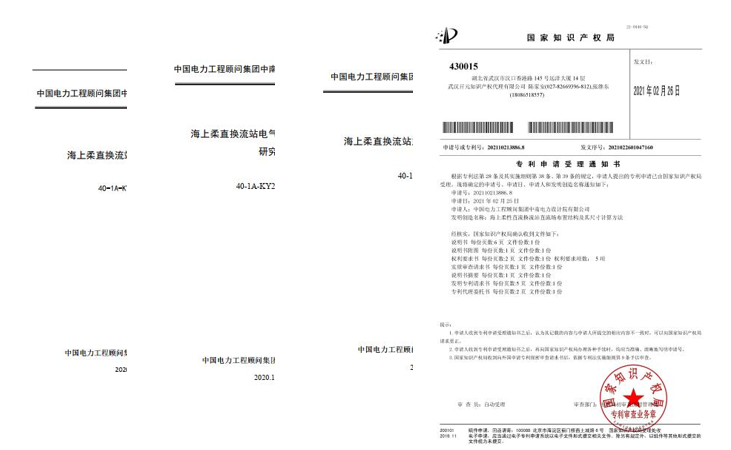 中国电力工程顾问集团中
海上柔直换流站
40-1A-K
中国电力工程顾问集
202
中国电力工程顾问集团中南
海上柔直换流站电气
研究
40-1A-KY2
中国电力工程顾问集团
2020.1
中国电力工程顾问集团
海上柔直换流站
40-1
中国电力工程顾问集
2
国家知识产权局
430015
湖北省武汉市汉口香港路 145 号远洋大厦 14 层
武汉日元知识产权代理有限公司 陈家安(027-82669396-812)
(18086518557)
发文日:
2021年02月26日
申请号或专利号:202110213886.8
发文序号:2021022601047160
专利申请受理通知书
根据专利法第 28 条及其实施细则第 38 条、第 39 条的规定,申请人提出的专利申请已由国家知识产权局
受理。现将确定的申请号、申请日、申请人和发明创造名称通知如下:
申请号:202110213886.8
申请日:2021 年 02 月 25 日
申请人:中国电力工程顾问集团中南电力设计院有限公司
发明创造名称:海上柔性直流换流站直流场布置结构及其尺寸计算方法
经核实,国家知识产权局确认收到文件如下:
说明书 每份页数:6 页 文件份数:1 份
说明书附图 每份页数:1 页 文件份数:1 份
权利要求书 每份页数:2 页 文件份数:1 份 权利要求项数: 5 项
实质审查请求书 每份页数:1 页 文件份数:1 份
说明书摘要 每份页数:1 页 文件份数:1 份
发明专利请求书 每份页数:5 页 文件份数:1 份
专利代理委托书 每份页数:2 页 文件份数:1 份
提示:
1. 申请人收到专利申请受理通知书之后,认为其记载的内容与申请人所提交的相应内容不一致时,可以向国家知识产权局
请求更正。
2. 申请人收到专利申请受理通知书之后,再向国家知识产权局办理各种手续时,均应当准确、清晰地写明申请号。
3. 国家知识产权局收到向外国申请专利保密审查请求书后,依据专利法实施细则第 9 条予以审查。
审 查 员:自动受理
审查部门:
国家知识产权局
专利审查业务章
200101
2018.11
纸件申请,回函请寄:100088 北京市海淀区蓟门桥西土城路 6 号 国家知识产权局受理处收
电子申请,应当通过电子专利申请系统以电子文件形式提交相关文件。除另有规定外,以纸件等其他形式提交的
文件视为未提交。